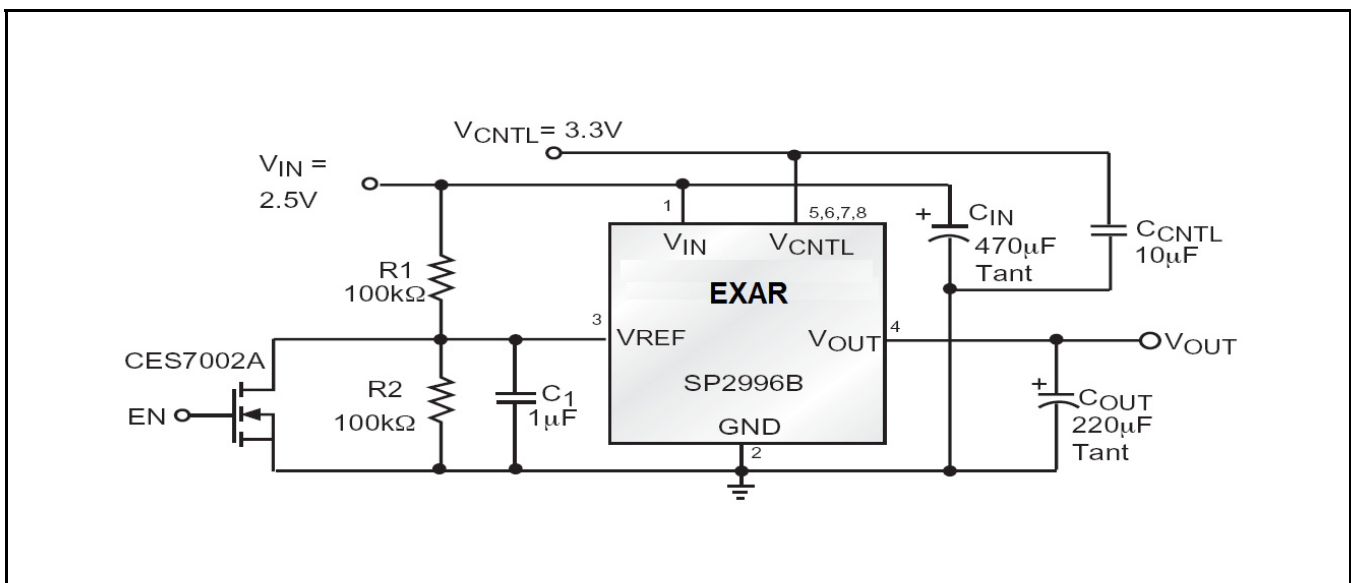 VCNTL= 3.3V
VIN =
2.5V
1
5,6,7,8
VIN
VCNTL
+
CIN
470μF
Tant
CCNTL
10μF
R1
100kΩ
EXAR
3
VREF
VOUT
4
VOUT
CES7002A
R2
100kΩ
C1
1μF
SP2996B
+
COUT
220μF
Tant
EN
GND
2